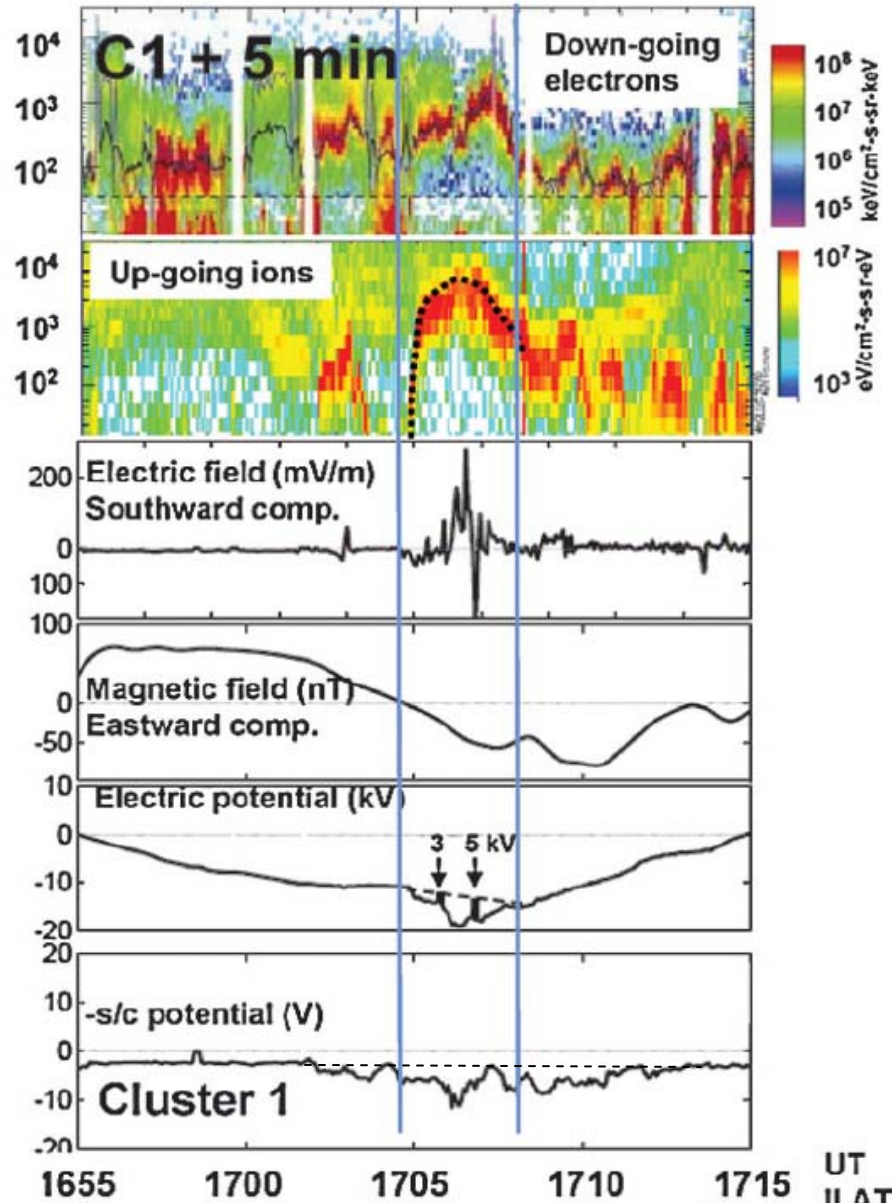 C1 + 5 min
Down-going
electrons
10⁴
10³
10²
10⁸
10⁷
10⁶
10⁵
keV/cm²-s-sr-keV
Up-going ions
10⁴
10³
10²
10⁷
10³
eV/cm²-s-sr-eV
Electric field (mV/m)
Southward comp.
200
0
100
100
Magnetic field (nT)
Eastward comp.
100
0
-50
Electric potential (kV)
10
0
-10
-20
3 5 kV
20
10
0
-10
-20
-s/c potential (V)
Cluster 1
1655 1700 1705 1710 1715
UT
ILAT